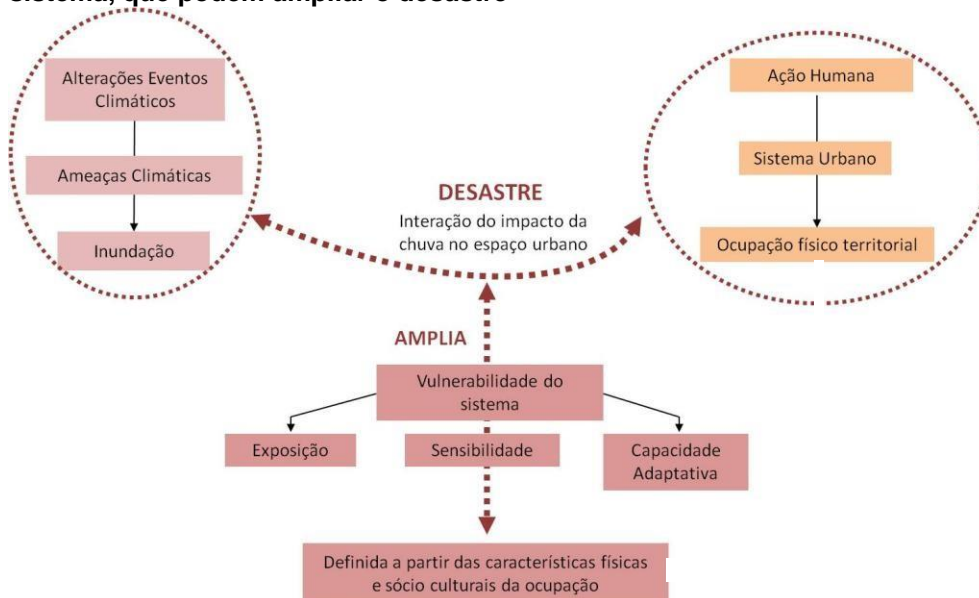 sistema, que podem ampliar o desastre
Alterações Eventos
Climáticos
Ameaças Climáticas
Inundação
DESASTRE
Interação do impacto da
chuva no espaço urbano
Ação Humana
Sistema Urbano
Ocupação físico territorial
AMPLIA
Vulnerabilidade do
sistema
Exposição
Sensibilidade
Capacidade
Adaptativa
Definida a partir das características físicas
e sócio culturais da ocupação